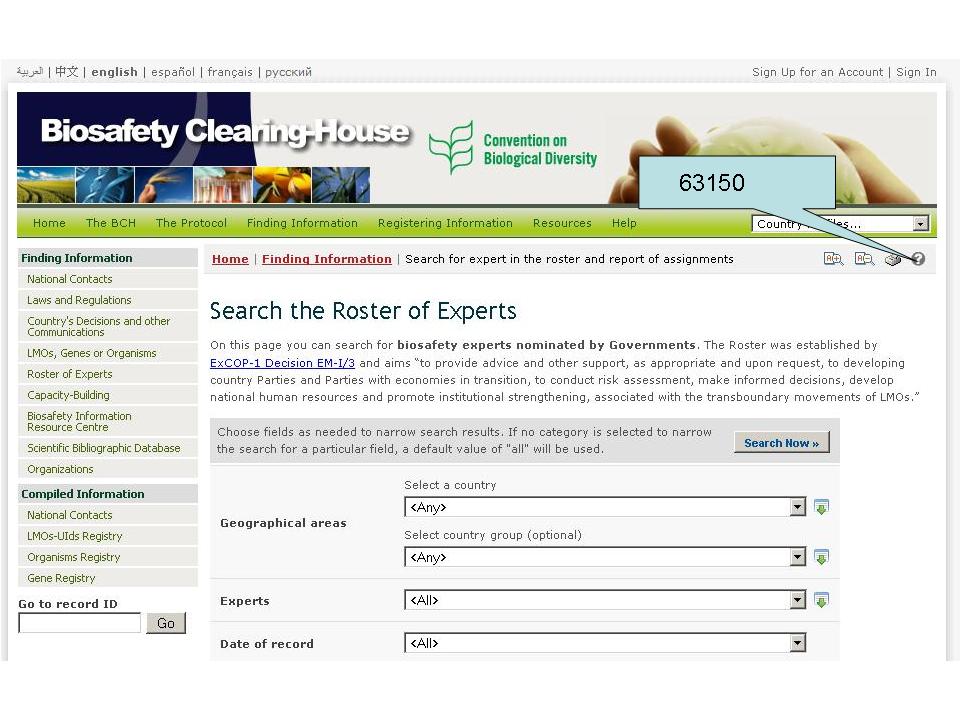 العربية | 中文 | english | español | français | русский
Sign Up for an Account | Sign In
Biosafety Clearing-House
Convention on
Biological Diversity
63150
Home The BCH The Protocol Finding Information Registering Information Resources Help
Country
Finding Information
National Contacts
Laws and Regulations
Country's Decisions and other
Communications
LMOs, Genes or Organisms
Roster of Experts
Capacity-Building
Biosafety Information
Resource Centre
Scientific Bibliographic Database
Organizations
Compiled Information
National Contacts
LMOs-UIds Registry
Organisms Registry
Gene Registry
Go to record ID
Go
Home | Finding Information | Search for expert in the roster and report of assignments
Search the Roster of Experts
On this page you can search for biosafety experts nominated by Governments. The Roster was established by
ExCOP-1 Decision EM-I/3 and aims “to provide advice and other support, as appropriate and upon request, to developing
country Parties and Parties with economies in transition, to conduct risk assessment, make informed decisions, develop
national human resources and promote institutional strengthening, associated with the transboundary movements of LMOs.”
Choose fields as needed to narrow search results. If no category is selected to narrow
the search for a particular field, a default value of "all" will be used.
Search Now »
Geographical areas
Select a country
<Any>
Select country group (optional)
<Any>
Experts
<All>
Date of record
<All>